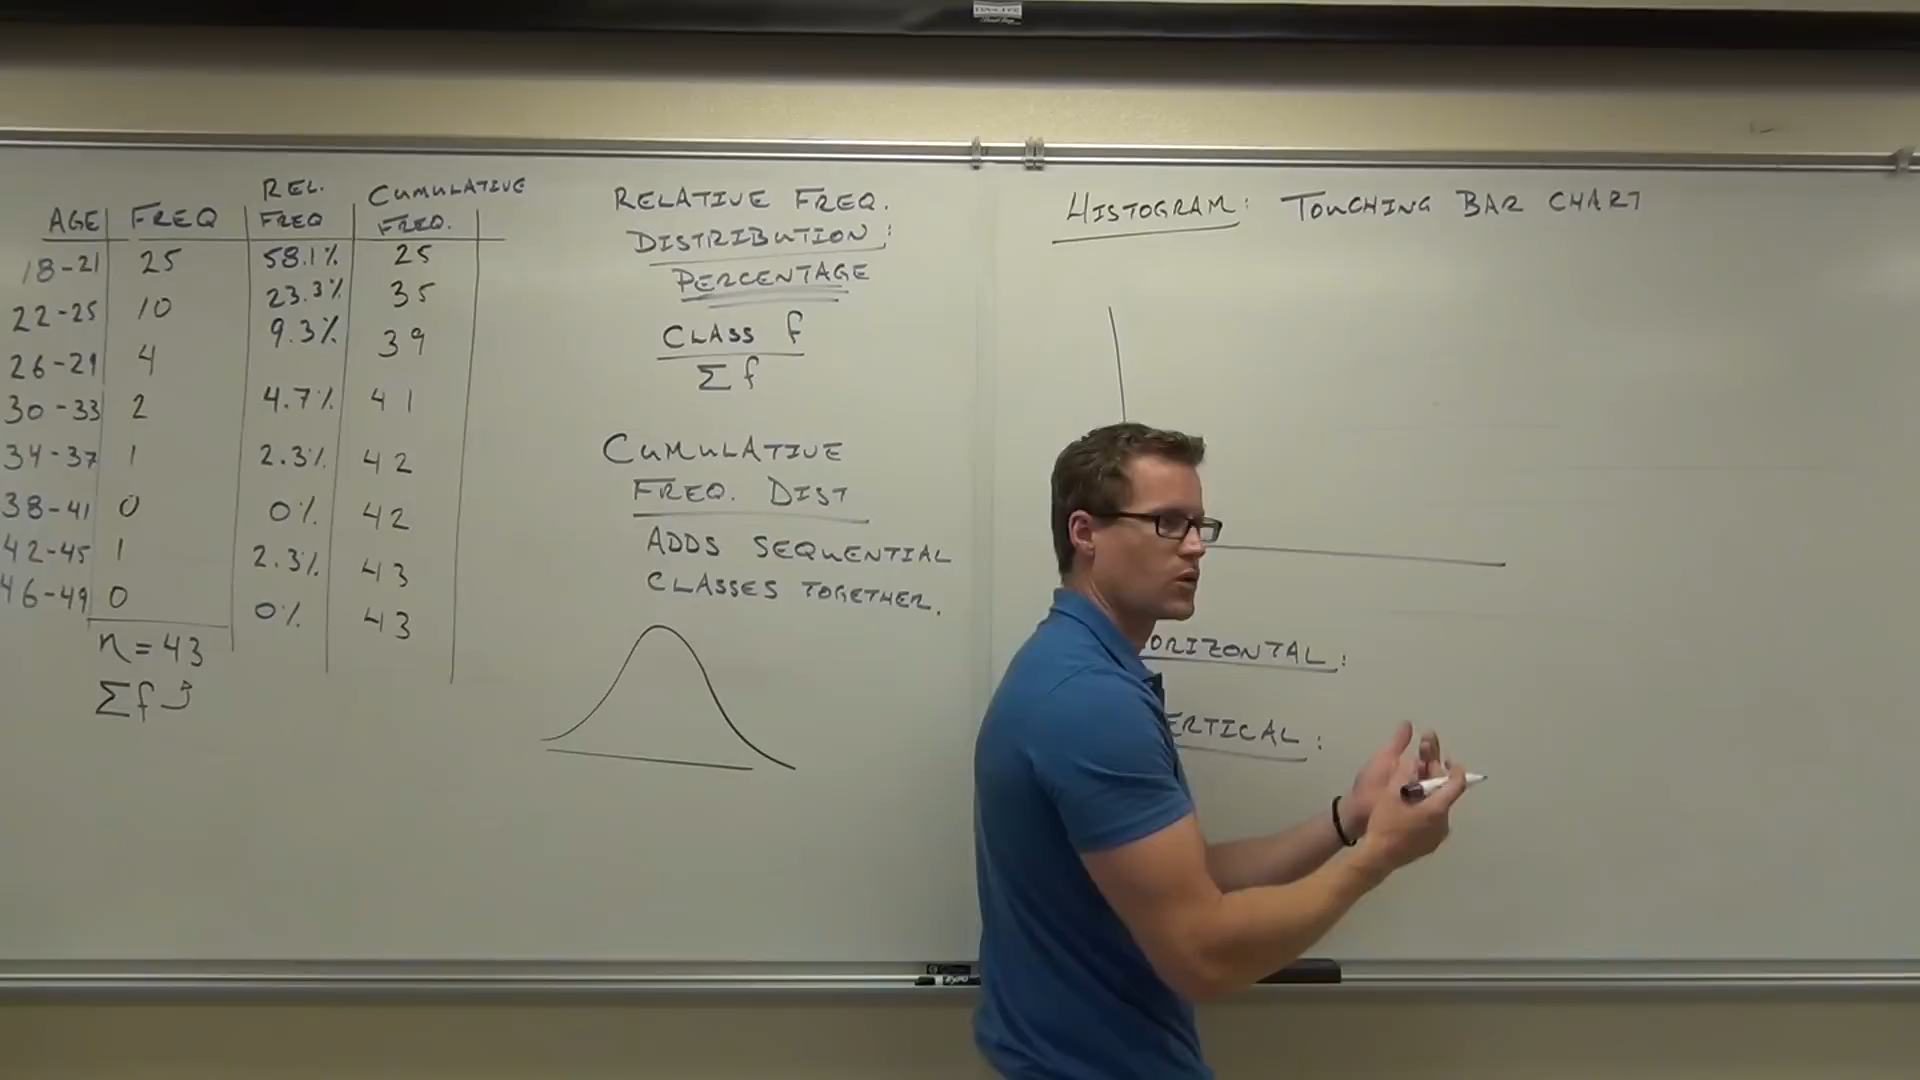 AGE FREQ REL. FREQ CUMULATIVE FREQ.
18-21 25 58.1% 25
22-25 10 23.3% 35
26-29 4 9.3% 39
30-33 2 4.7% 41
34-37 1 2.3% 42
38-41 0 0% 42
42-45 1 2.3% 43
46-49 0 0% 43
n = 43
Σf
RELATIVE FREQ.
DISTRIBUTION:
PERCENTAGE
CLASS f
Σ f
CUMULATIVE
FREQ. DIST
ADDS SEQUENTIAL
CLASSES TOGETHER.
HISTOGRAM: TOUCHING BAR CHART
ORIZONTAL:
ERTICAL: